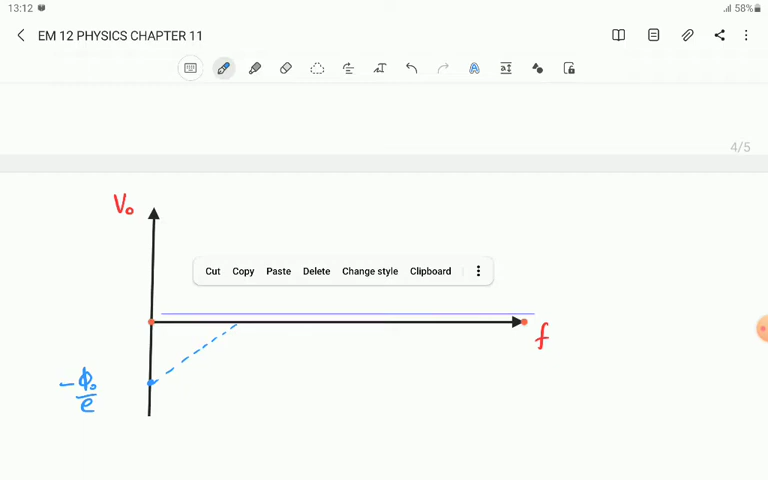 13:12 58%
EM 12 PHYSICS CHAPTER 11
4/5
V₀
Cut Copy Paste Delete Change style Clipboard
f
-ϕ₀
e